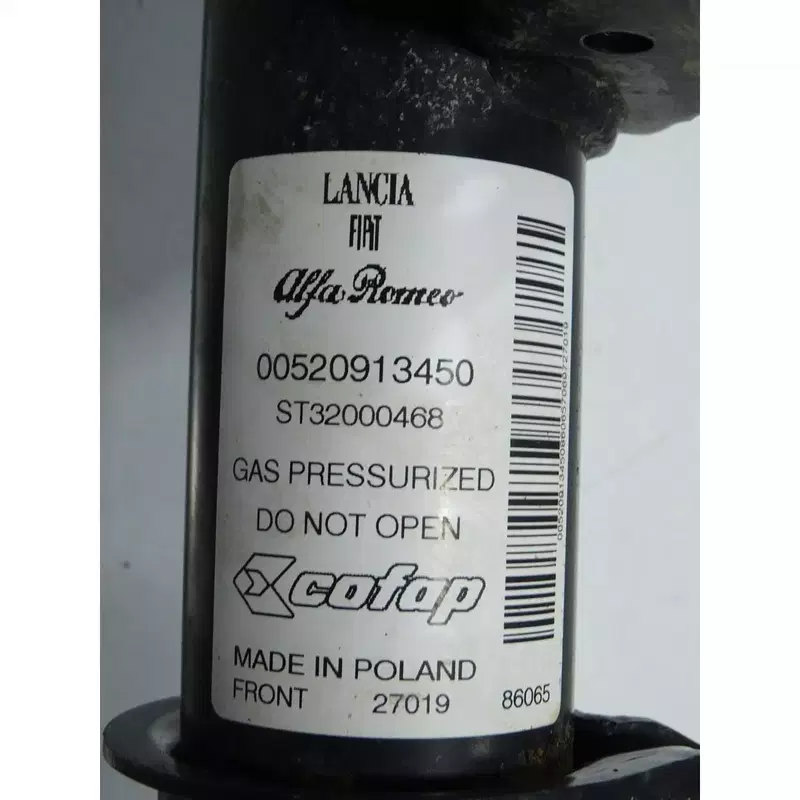 LANCIA
FIAT
Alfa Romeo
00520913450
ST32000468
GAS PRESSURIZED
DO NOT OPEN
cofap
MADE IN POLAND
FRONT 27019 86065